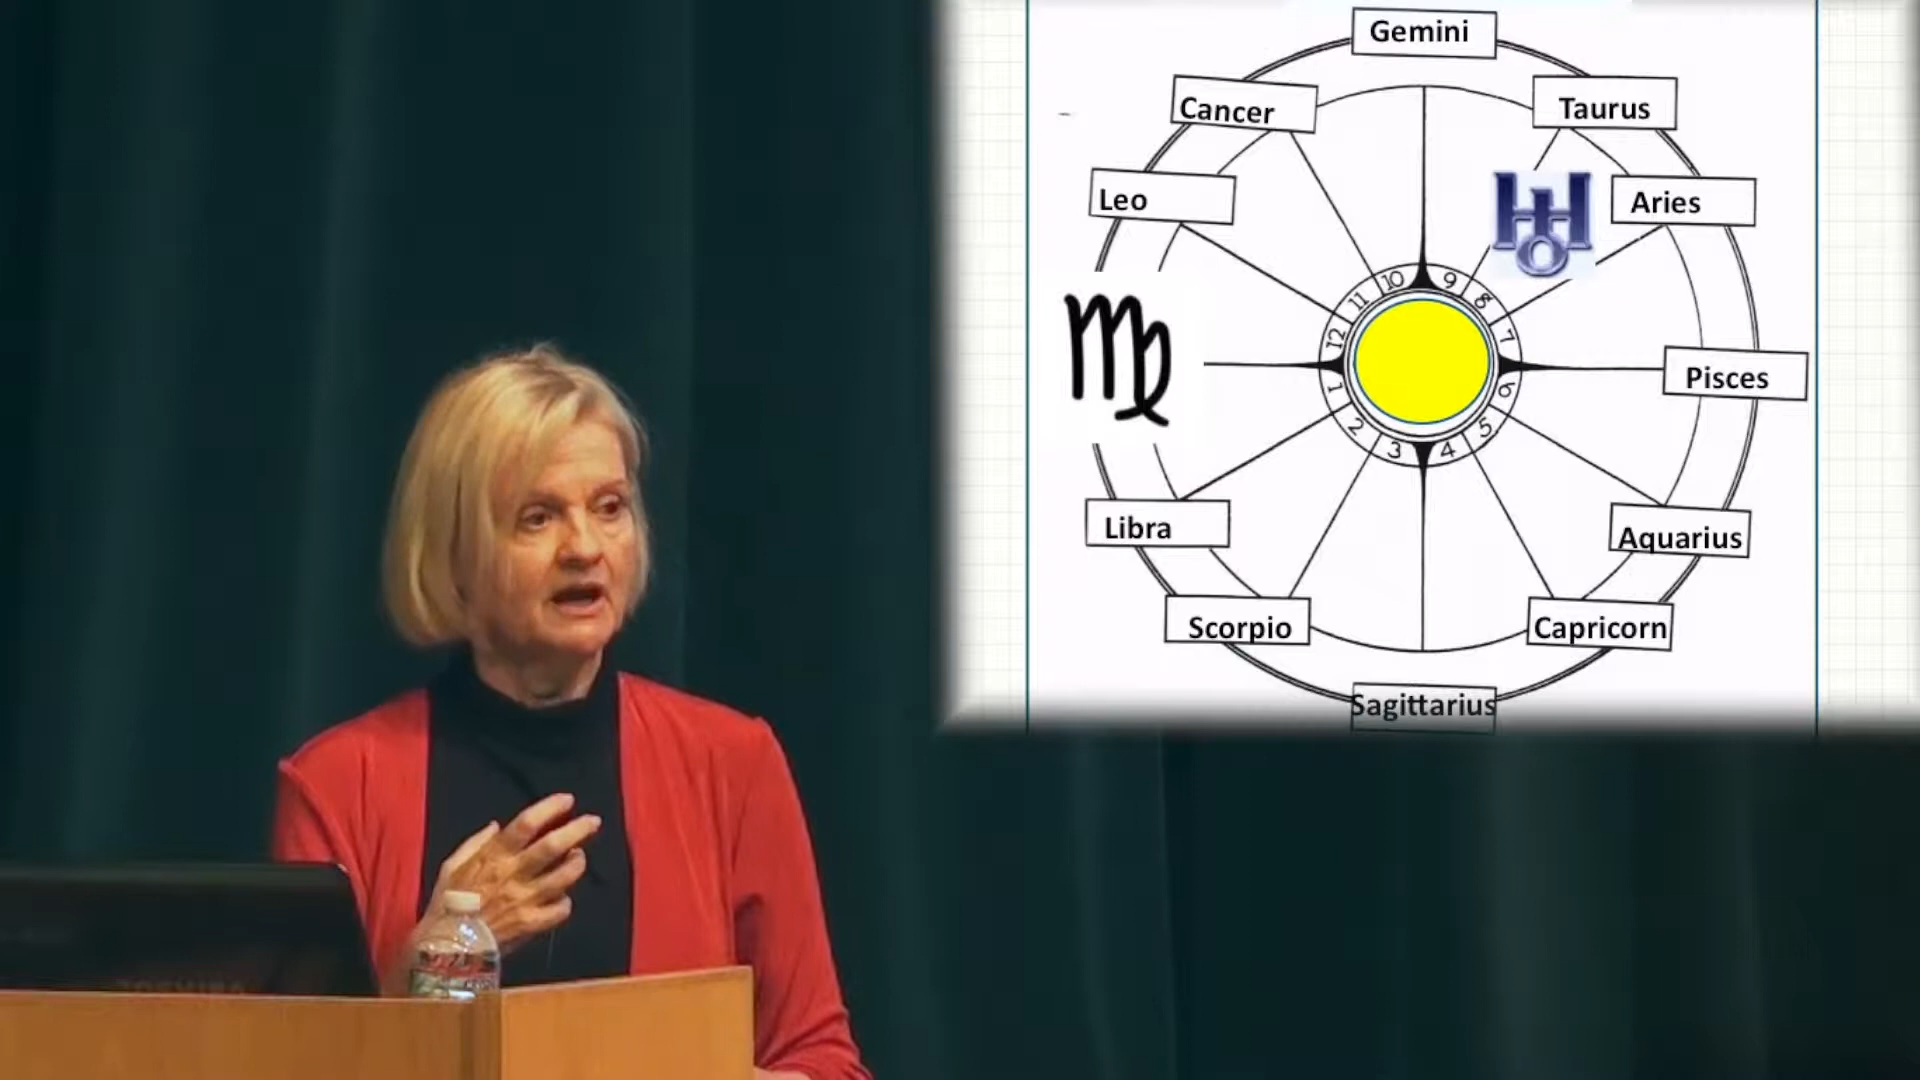 Gemini
Cancer
Taurus
Leo
Aries
10
9
11
8
12
7
Pisces
1
6
2
5
3
4
Libra
Aquarius
Scorpio
Capricorn
Sagittarius
TOSHIBA